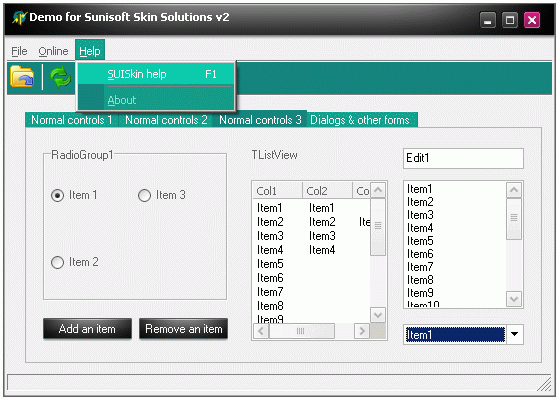 Demo for Sunisoft Skin Solutions v2
File Online Help
SUISkin help F1
About
Normal controls 1 Normal controls 2 Normal controls 3 Dialogs & other forms
RadioGroup1
Item 1 Item 3
Item 2
Add an item Remove an item
TListView
Col1 Col2 Co
Item1 Item1
Item2 Item2 Ite
Item3 Item3
Item4 Item4
Item5
Item6
Item7
Item8
Item9
Edit1
Item1
Item2
Item3
Item4
Item5
Item6
Item7
Item8
Item9
Item10
Item1